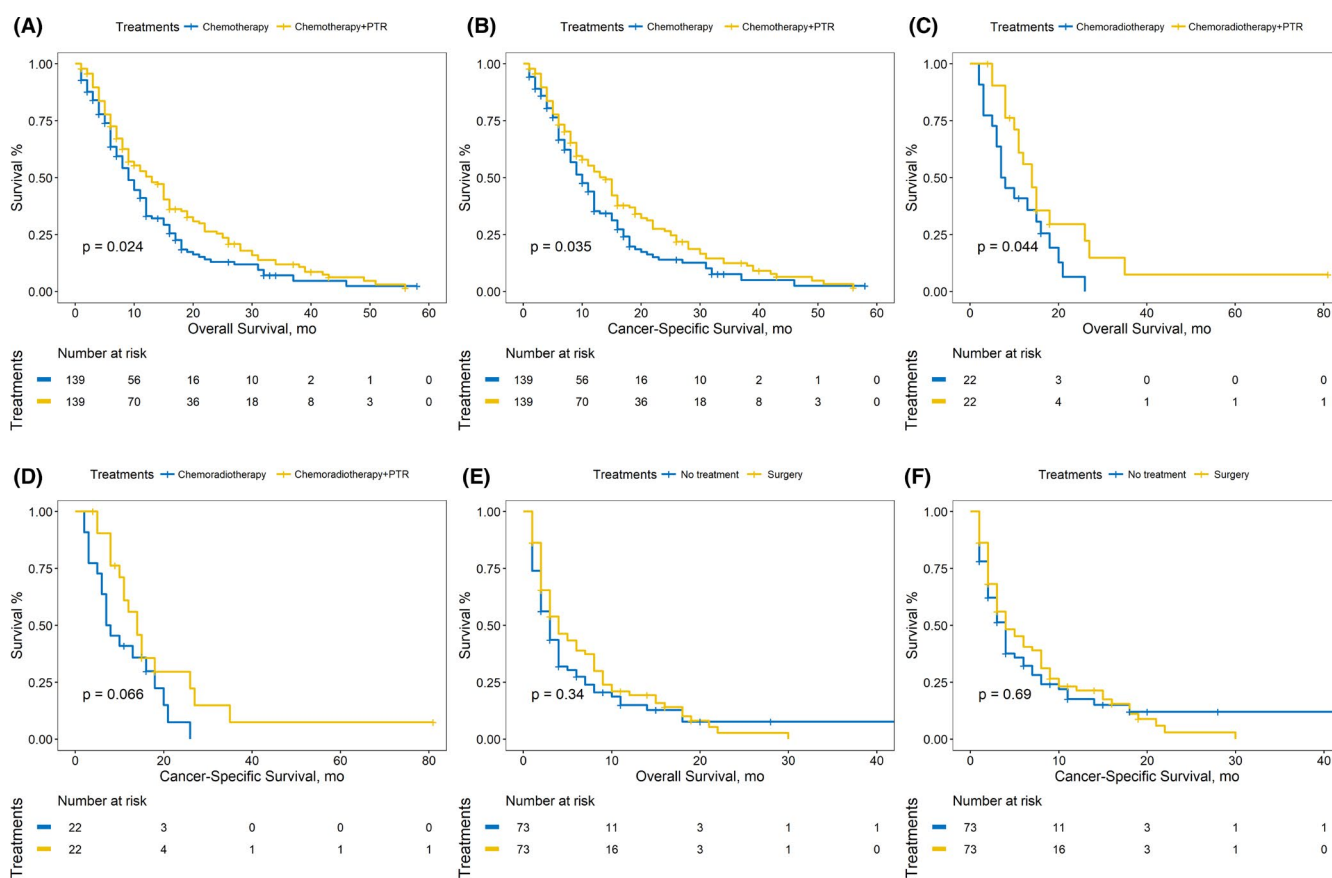 (A) Treatments Chemotherapy Chemotherapy+PTR
1.00
0.75
0.50
0.25
0.00
Survival %
p = 0.024
0 10 20 30 40 50 60
Overall Survival, mo
Number at risk
Treatments
139 56 16 10 2 1 0
139 70 36 18 8 3 0
(B) Treatments Chemotherapy Chemotherapy+PTR
1.00
0.75
0.50
0.25
0.00
Survival %
p = 0.035
0 10 20 30 40 50 60
Cancer-Specific Survival, mo
Number at risk
Treatments
139 56 16 10 2 1 0
139 70 36 18 8 3 0
(C) Treatments Chemoradiotherapy Chemoradiotherapy+PTR
1.00
0.75
0.50
0.25
0.00
Survival %
p = 0.044
0 20 40 60 80
Overall Survival, mo
Number at risk
Treatments
22 3 0 0 0
22 4 1 1 1
(D) Treatments Chemoradiotherapy Chemoradiotherapy+PTR
1.00
0.75
0.50
0.25
0.00
Survival %
p = 0.066
0 20 40 60 80
Cancer-Specific Survival, mo
Number at risk
Treatments
22 3 0 0 0
22 4 1 1 1
(E) Treatments No treatment Surgery
1.00
0.75
0.50
0.25
0.00
Survival %
p = 0.34
0 10 20 30 40
Overall Survival, mo
Number at risk
Treatments
73 11 3 1 1
73 16 3 1 0
(F) Treatments No treatment Surgery
1.00
0.75
0.50
0.25
0.00
Survival %
p = 0.69
0 10 20 30 40
Cancer-Specific Survival, mo
Number at risk
Treatments
73 11 3 1 1
73 16 3 1 0